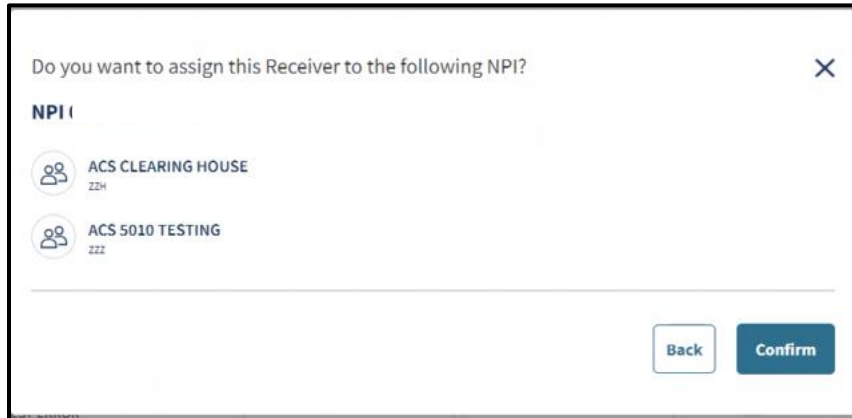 Do you want to assign this Receiver to the following NPI?
NPI (
ACS CLEARING HOUSE
ZZH
ACS 5010 TESTING
ZZZ
Back
Confirm